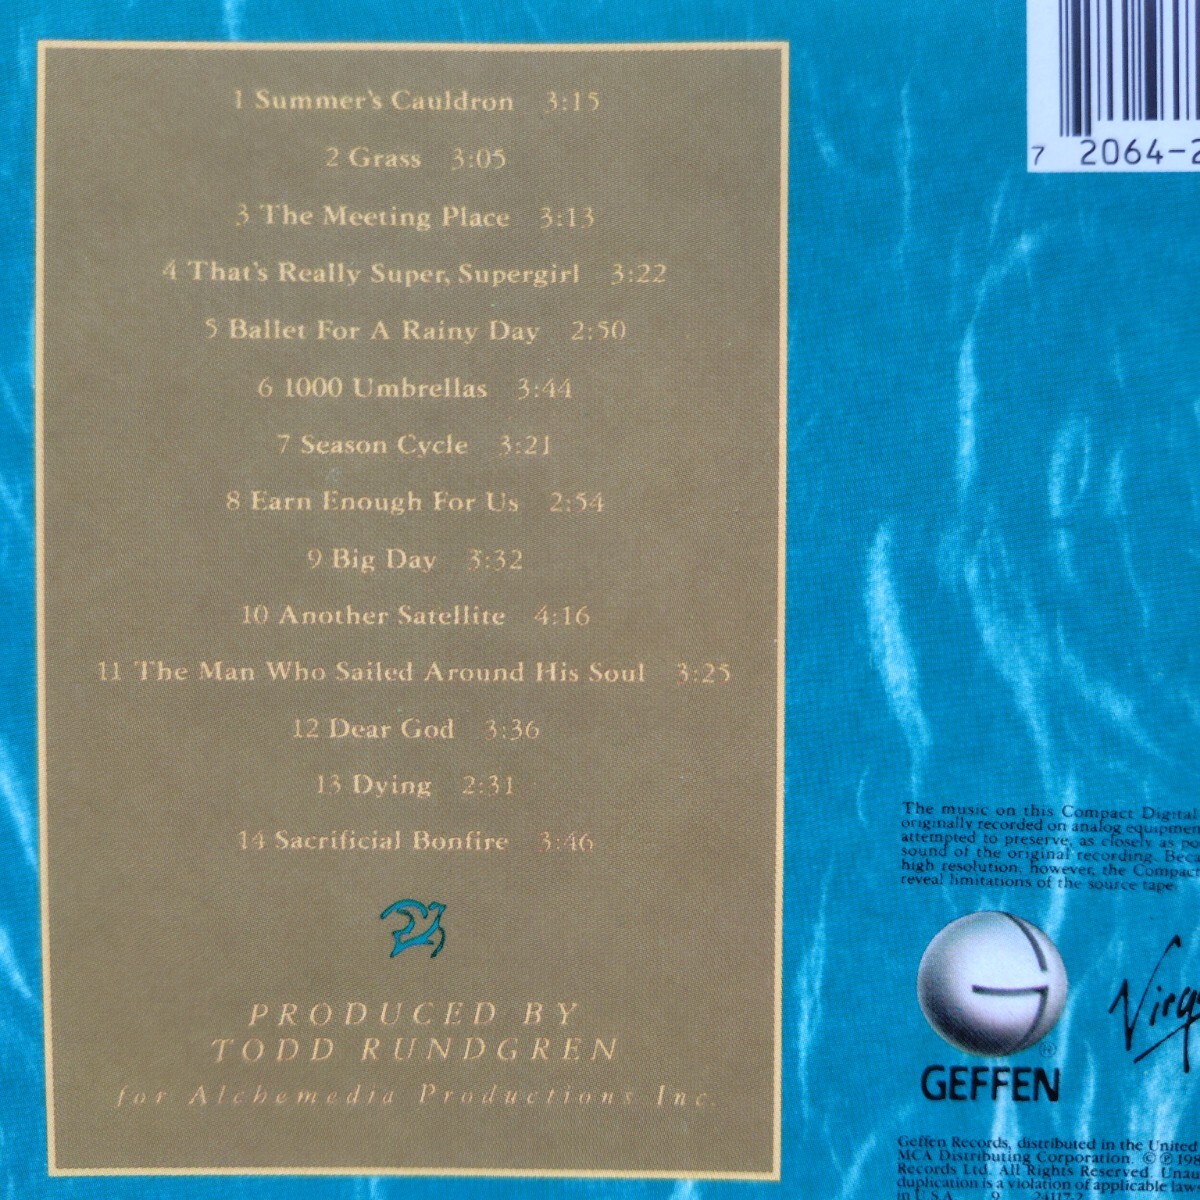 1 Summer's Cauldron 3:15
2 Grass 3:05
3 The Meeting Place 3:13
4 That's Really Super, Supergirl 3:22
5 Ballet For A Rainy Day 2:50
6 1000 Umbrellas 3:44
7 Season Cycle 3:21
8 Earn Enough For Us 2:54
9 Big Day 3:32
10 Another Satellite 4:16
11 The Man Who Sailed Around His Soul 3:25
12 Dear God 3:36
13 Dying 2:31
14 Sacrificial Bonfire 3:46
PRODUCED BY
TODD RUNDGREN
for Alchemedia Productions Inc.
7 2064-2
The music on this Compact Digital
originally recorded on analog
attempted to preserve, as closely as
sound of the original recording.
high resolution, however, the Compact
reveal limitations of the source tape
GEFFEN
®
Geffen Records, distributed in the United
MCA Distributing Corporation. © ℗ 198
Records Ltd. All Rights Reserved.
duplication is a violation of applicable laws
in U.S.A.